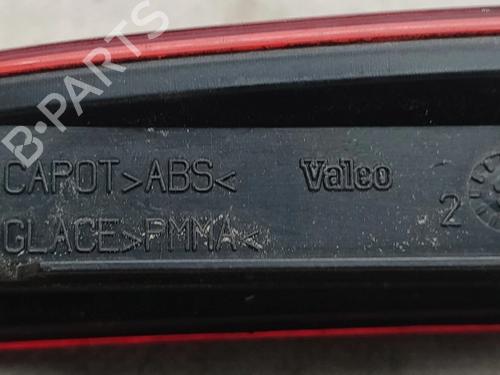 B-PARTS
CAPOT>ABS<
Valeo
2
GLACE>PMMA<